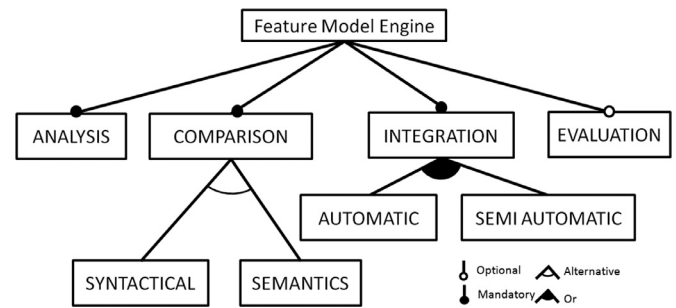 Feature Model Engine
ANALYSIS
COMPARISON
INTEGRATION
EVALUATION
AUTOMATIC
SEMI AUTOMATIC
SYNTACTICAL
SEMANTICS
Optional
Alternative
Mandatory
Or